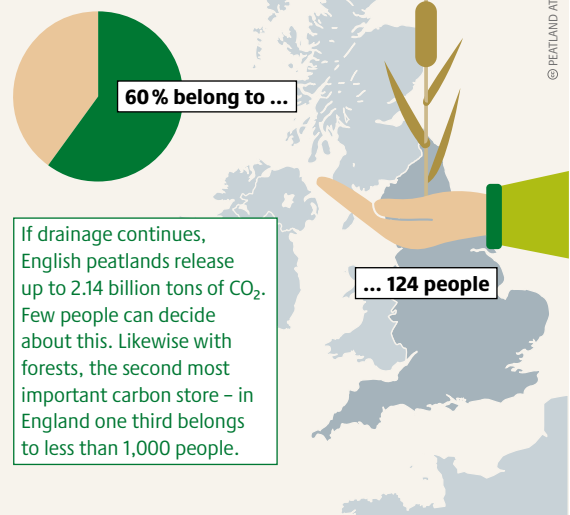 60 % belong to ...
... 124 people
If drainage continues,
English peatlands release
up to 2.14 billion tons of CO₂.
Few people can decide
about this. Likewise with
forests, the second most
important carbon store – in
England one third belongs
to less than 1,000 people.
PEATLAND